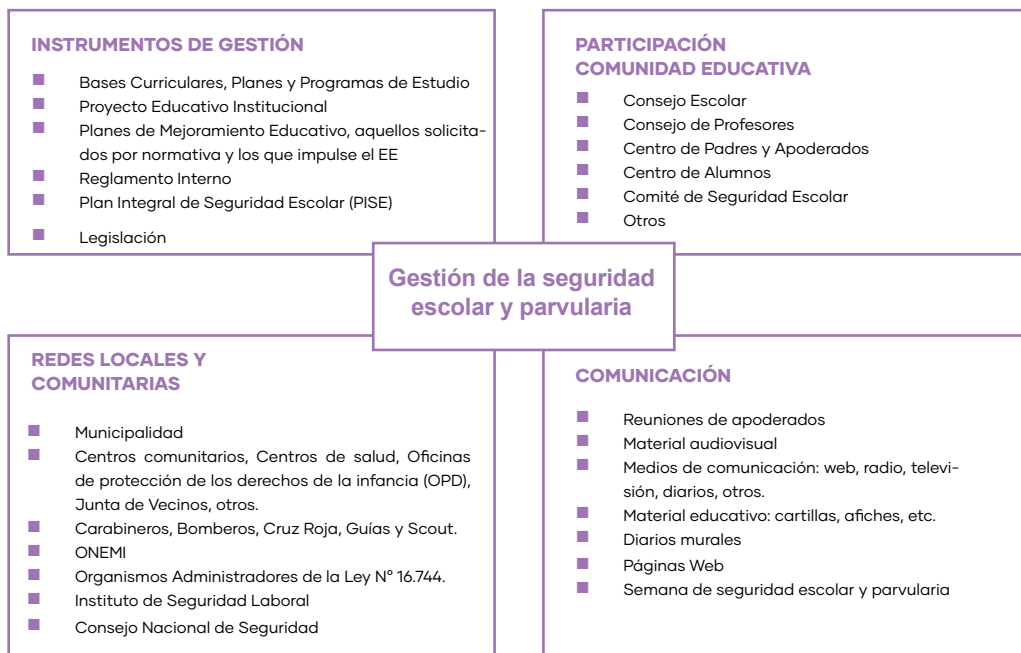 INSTRUMENTOS DE GESTIÓN
Bases Curriculares, Planes y Programas de Estudio
Proyecto Educativo Institucional
Planes de Mejoramiento Educativo, aquellos solicita-
dos por normativa y los que impulse el EE
Reglamento Interno
Plan Integral de Seguridad Escolar (PISE)
Legislación
PARTICIPACIÓN
COMUNIDAD EDUCATIVA
Consejo Escolar
Consejo de Profesores
Centro de Padres y Apoderados
Centro de Alumnos
Comité de Seguridad Escolar
Otros
Gestión de la seguridad
escolar y parvularia
REDES LOCALES Y
COMUNITARIAS
Municipalidad
Centros comunitarios, Centros de salud, Oficinas
de protección de los derechos de la infancia (OPD),
Junta de Vecinos, otros.
Carabineros, Bomberos, Cruz Roja, Guías y Scout.
ONEMI
Organismos Administradores de la Ley N° 16.744.
Instituto de Seguridad Laboral
Consejo Nacional de Seguridad
COMUNICACIÓN
Reuniones de apoderados
Material audiovisual
Medios de comunicación: web, radio, televi-
sión, diarios, otros.
Material educativo: cartillas, afiches, etc.
Diarios murales
Páginas Web
Semana de seguridad escolar y parvularia